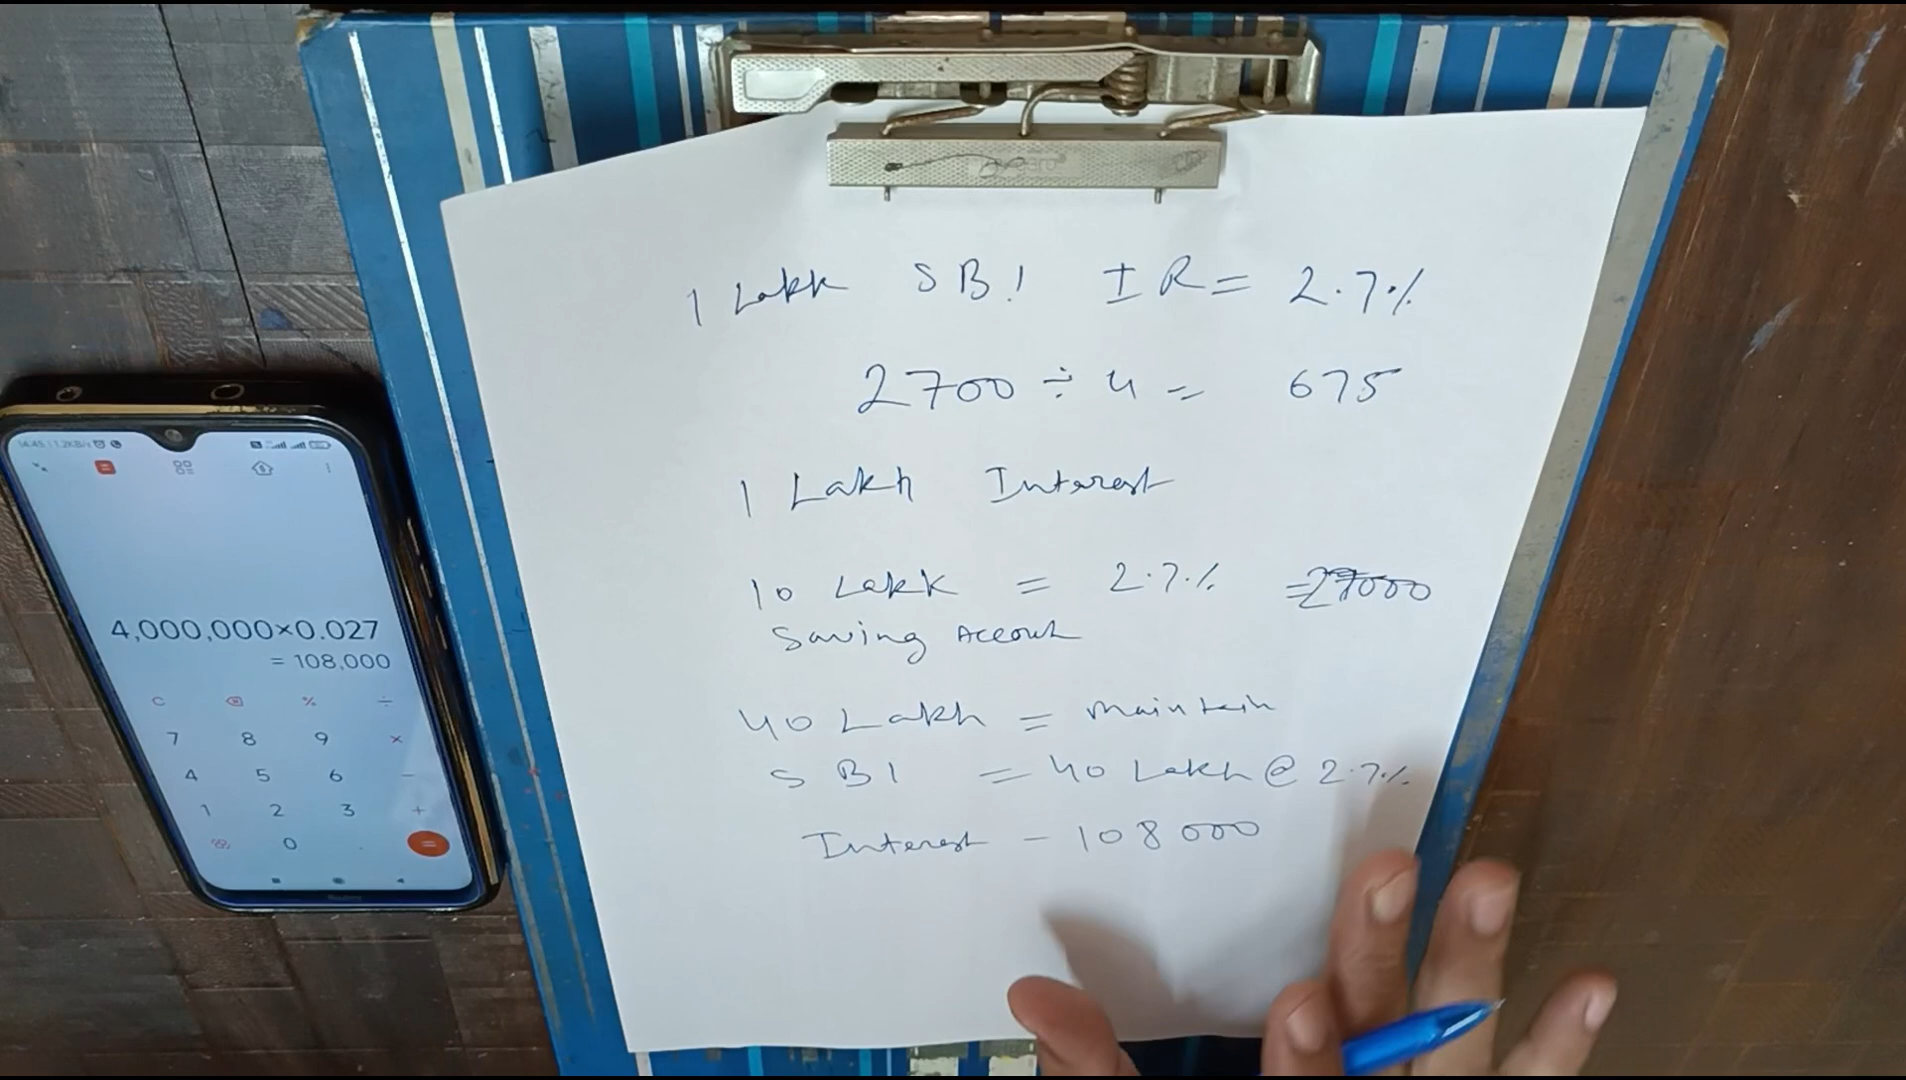 1 Lakh SBI IR = 2.7%
2700 ÷ 4 = 675
1 Lakh Interest
10 Lakh = 2.7% = 27000
Saving Account
40 Lakh = maintain
SBI = 40 Lakh @ 2.7%
Interest - 108000
4,000,000×0.027
= 108,000
C % ÷
7 8 9 ×
4 5 6 −
1 2 3 +
0 . =